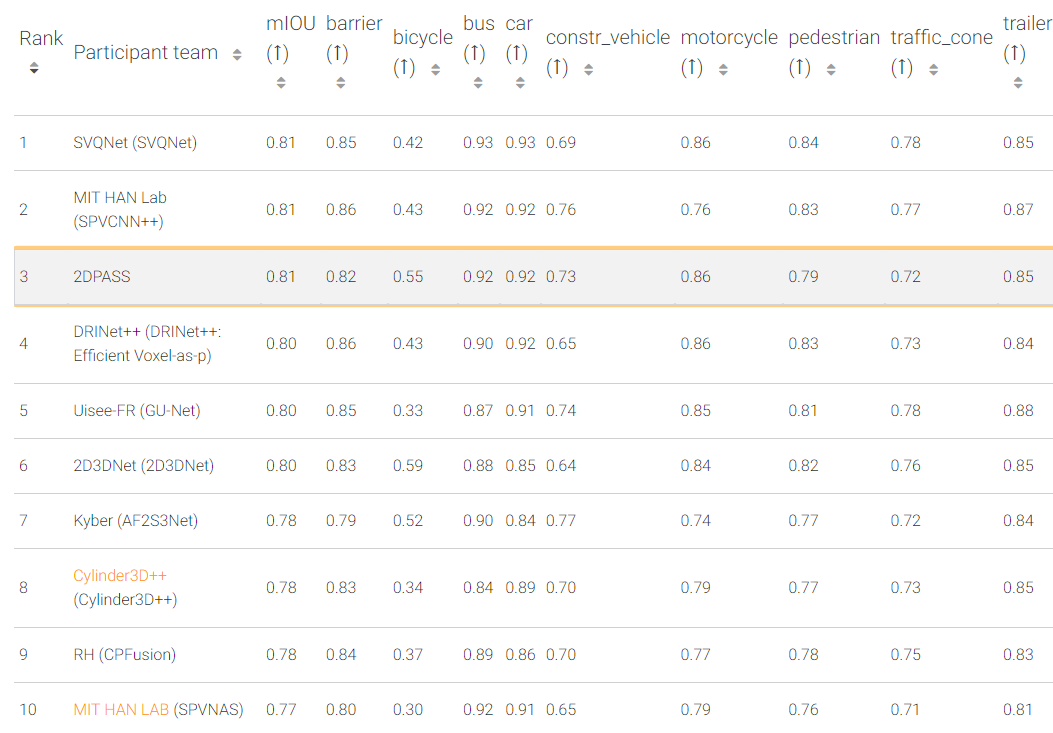 Rank Participant team mIOU (↑) barrier (↑) bicycle (↑) bus (↑) car (↑) constr_vehicle (↑) motorcycle (↑) pedestrian (↑) traffic_cone (↑) trailer (↑)
1 SVQNet (SVQNet) 0.81 0.85 0.42 0.93 0.93 0.69 0.86 0.84 0.78 0.85
2 MIT HAN Lab (SPVCNN++) 0.81 0.86 0.43 0.92 0.92 0.76 0.76 0.83 0.77 0.87
3 2DPASS 0.81 0.82 0.55 0.92 0.92 0.73 0.86 0.79 0.72 0.85
4 DRINet++ (DRINet++: Efficient Voxel-as-p) 0.80 0.86 0.43 0.90 0.92 0.65 0.86 0.83 0.73 0.84
5 Uisee-FR (GU-Net) 0.80 0.85 0.33 0.87 0.91 0.74 0.85 0.81 0.78 0.88
6 2D3DNet (2D3DNet) 0.80 0.83 0.59 0.88 0.85 0.64 0.84 0.82 0.76 0.85
7 Kyber (AF2S3Net) 0.78 0.79 0.52 0.90 0.84 0.77 0.74 0.77 0.72 0.84
8 Cylinder3D++ (Cylinder3D++) 0.78 0.83 0.34 0.84 0.89 0.70 0.79 0.77 0.73 0.85
9 RH (CPFusion) 0.78 0.84 0.37 0.89 0.86 0.70 0.77 0.78 0.75 0.83
10 MIT HAN LAB (SPVNAS) 0.77 0.80 0.30 0.92 0.91 0.65 0.79 0.76 0.71 0.81